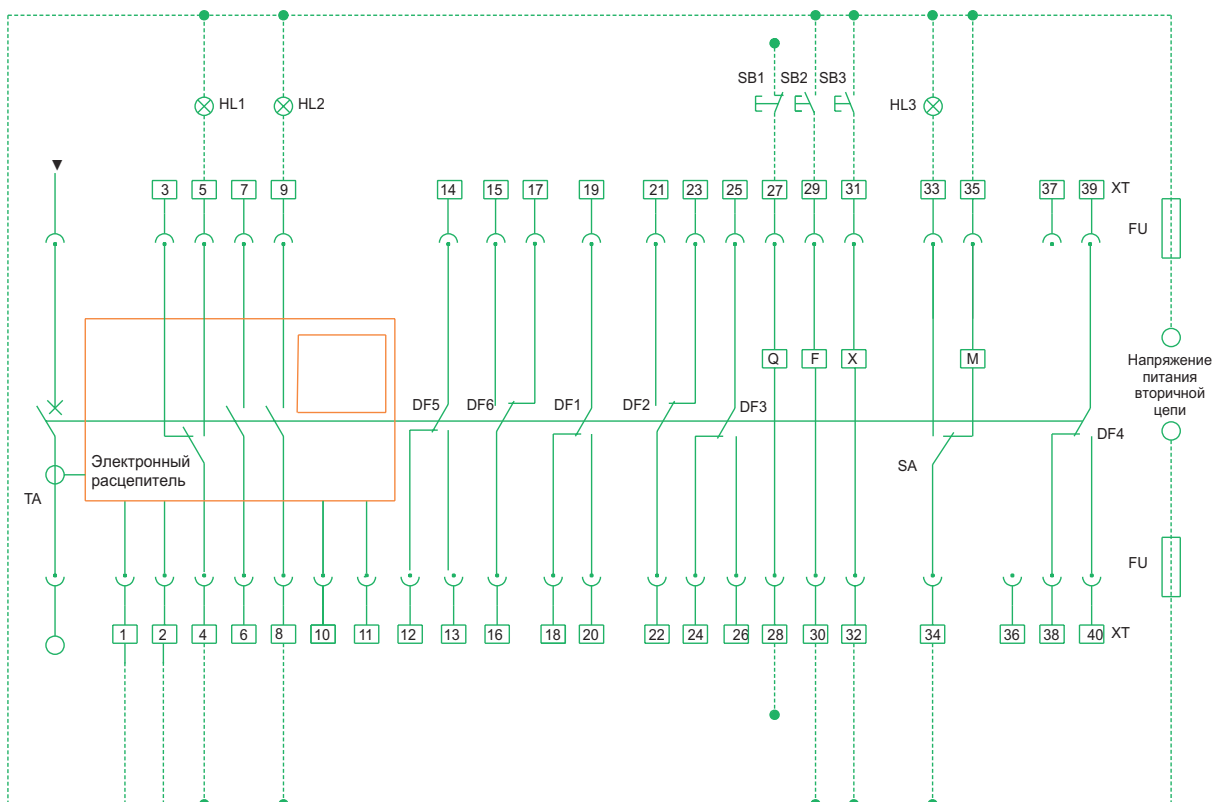 SB1 SB2 SB3
HL1 HL2 HL3
3 5 7 9 14 15 17 19 21 23 25 27 29 31 33 35 37 39 XT
FU
Q F X M
Напряжение
питания
вторичной
цепи
DF5 DF6 DF1 DF2 DF3 DF4
Электронный
расцепитель
SA
TA
FU
1 2 4 6 8 10 11 12 13 16 18 20 22 24 26 28 30 32 34 36 38 40 XT